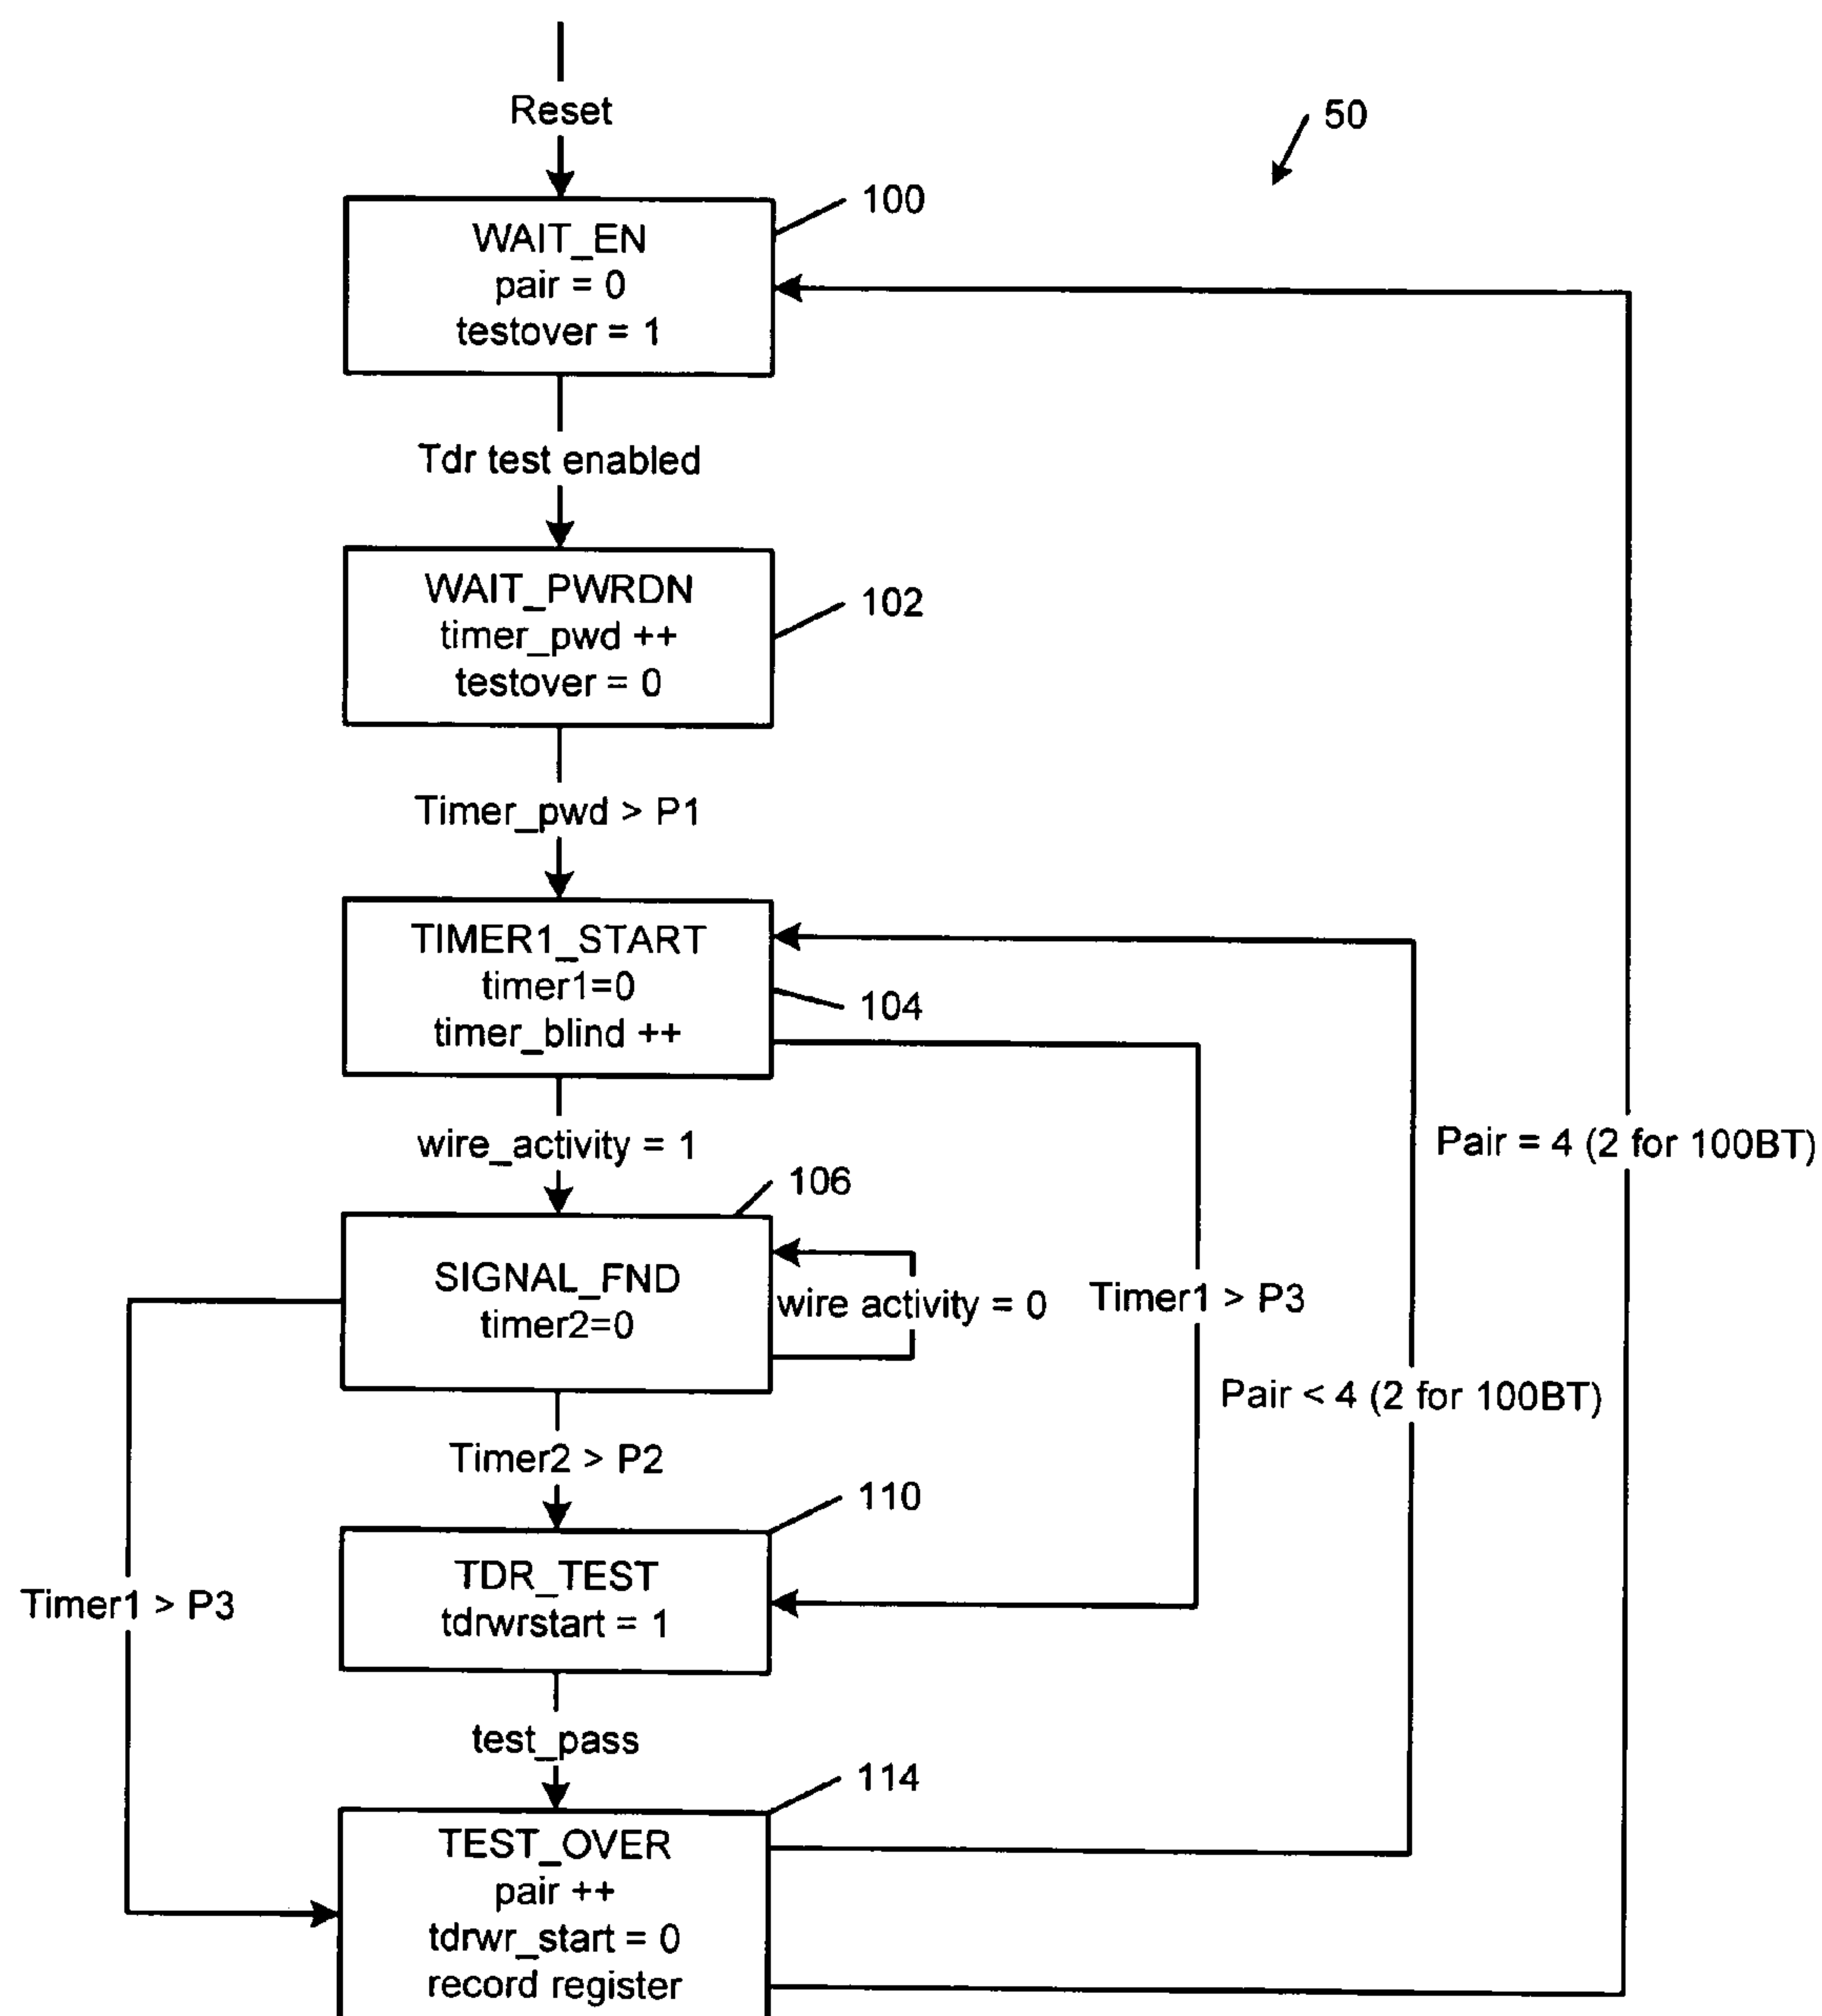 Reset
50
100
WAIT_EN
pair = 0
testover = 1
Tdr test enabled
WAIT_PWRDN
timer_pwd ++
testover = 0
102
Timer_pwd > P1
TIMER1_START
timer1=0
timer_blind ++
104
wire_activity = 1
Pair = 4 (2 for 100BT)
106
SIGNAL_FND
timer2=0
wire activity = 0
Timer1 > P3
Pair < 4 (2 for 100BT)
Timer2 > P2
110
TDR_TEST
tdrwrstart = 1
Timer1 > P3
test_pass
114
TEST_OVER
pair ++
tdrwr_start = 0
record register